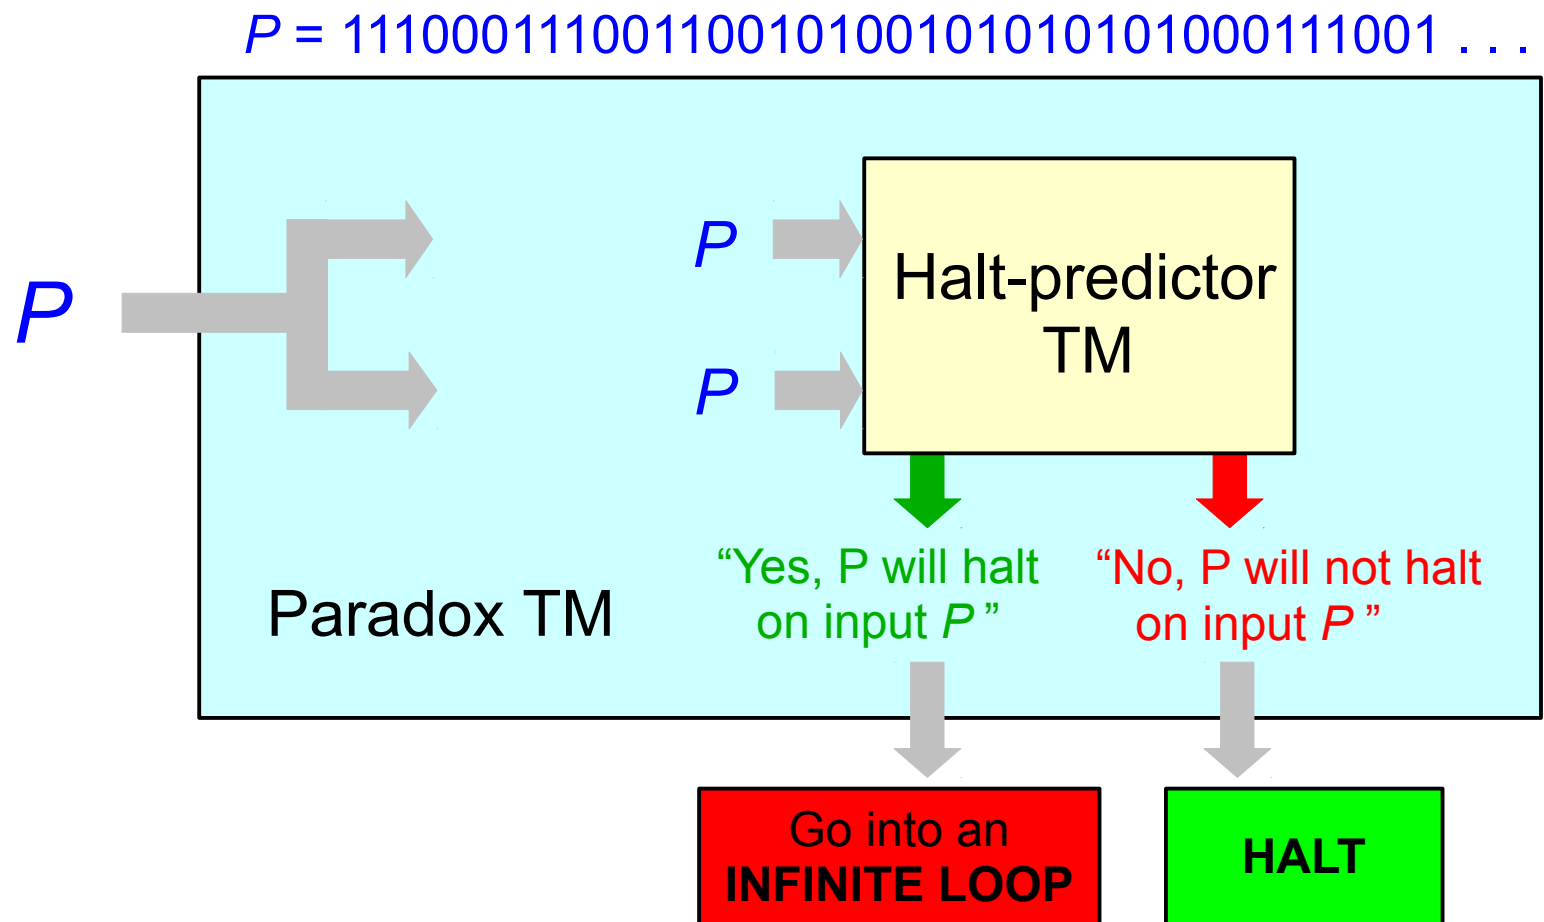 P = 1110001110011001010010101010101000111001 . . .
P
P
Halt-predictor
TM
P
“Yes, P will halt
on input P ”
“No, P will not halt
on input P ”
Paradox TM
Go into an
INFINITE LOOP
HALT